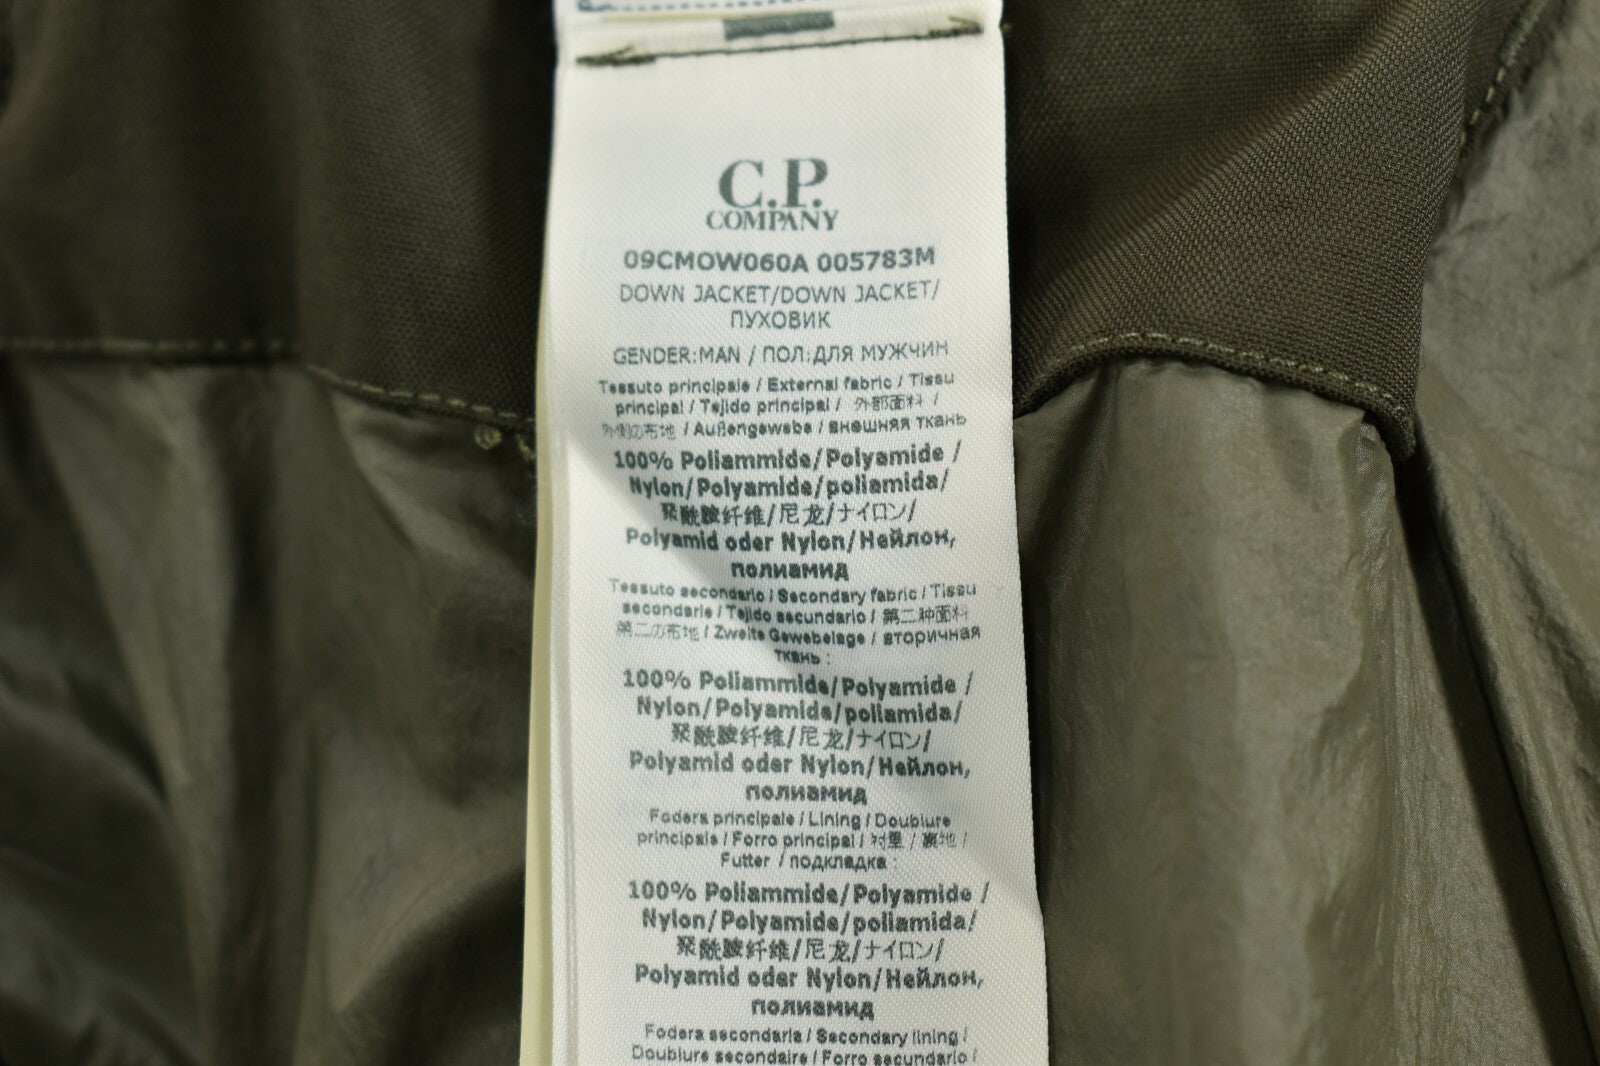 C.P.
COMPANY
09CMOW060A 005783M
DOWN JACKET/DOWN JACKET/
ПУХОВИК
GENDER:MAN / ПОЛ:ДЛЯ МУЖЧИН
Tessuto principale / External fabric / Tissu
principal / Tejido principal / 外部面料 /
外側の布地 / Außengewebe / внешняя ткань
100% Poliammide/Polyamide /
Nylon/Polyamide/poliamida/
聚酰胺纤维/尼龙/ナイロン/
Polyamid oder Nylon/Нейлон,
полиамид
Tessuto secondario / Secondary fabric / Tissu
secondarie / Tejido secundario / 第二种面料
第二の布地 / Zweite Gewebelage / вторичная
ткань :
100% Poliammide/Polyamide /
Nylon/Polyamide/poliamida/
聚酰胺纤维/尼龙/ナイロン/
Polyamid oder Nylon/Нейлон,
полиамид
Fodera principale / Lining / Doublure
principale / Forro principal / 衬里 / 裏地 /
Futter / подкладка :
100% Poliammide/Polyamide /
Nylon/Polyamide/poliamida/
聚酰胺纤维/尼龙/ナイロン/
Polyamid oder Nylon/Нейлон,
полиамид
Fodera secondaria / Secondary lining /
Doublure secondaire / Forro secundario /